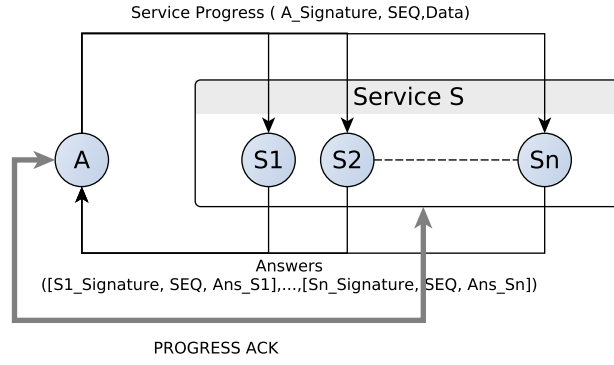 Service Progress ( A_Signature, SEQ,Data)
Service S
A
S1
S2
Sn
Answers
([S1_Signature, SEQ, Ans_S1],...,[Sn_Signature, SEQ, Ans_Sn])
PROGRESS ACK